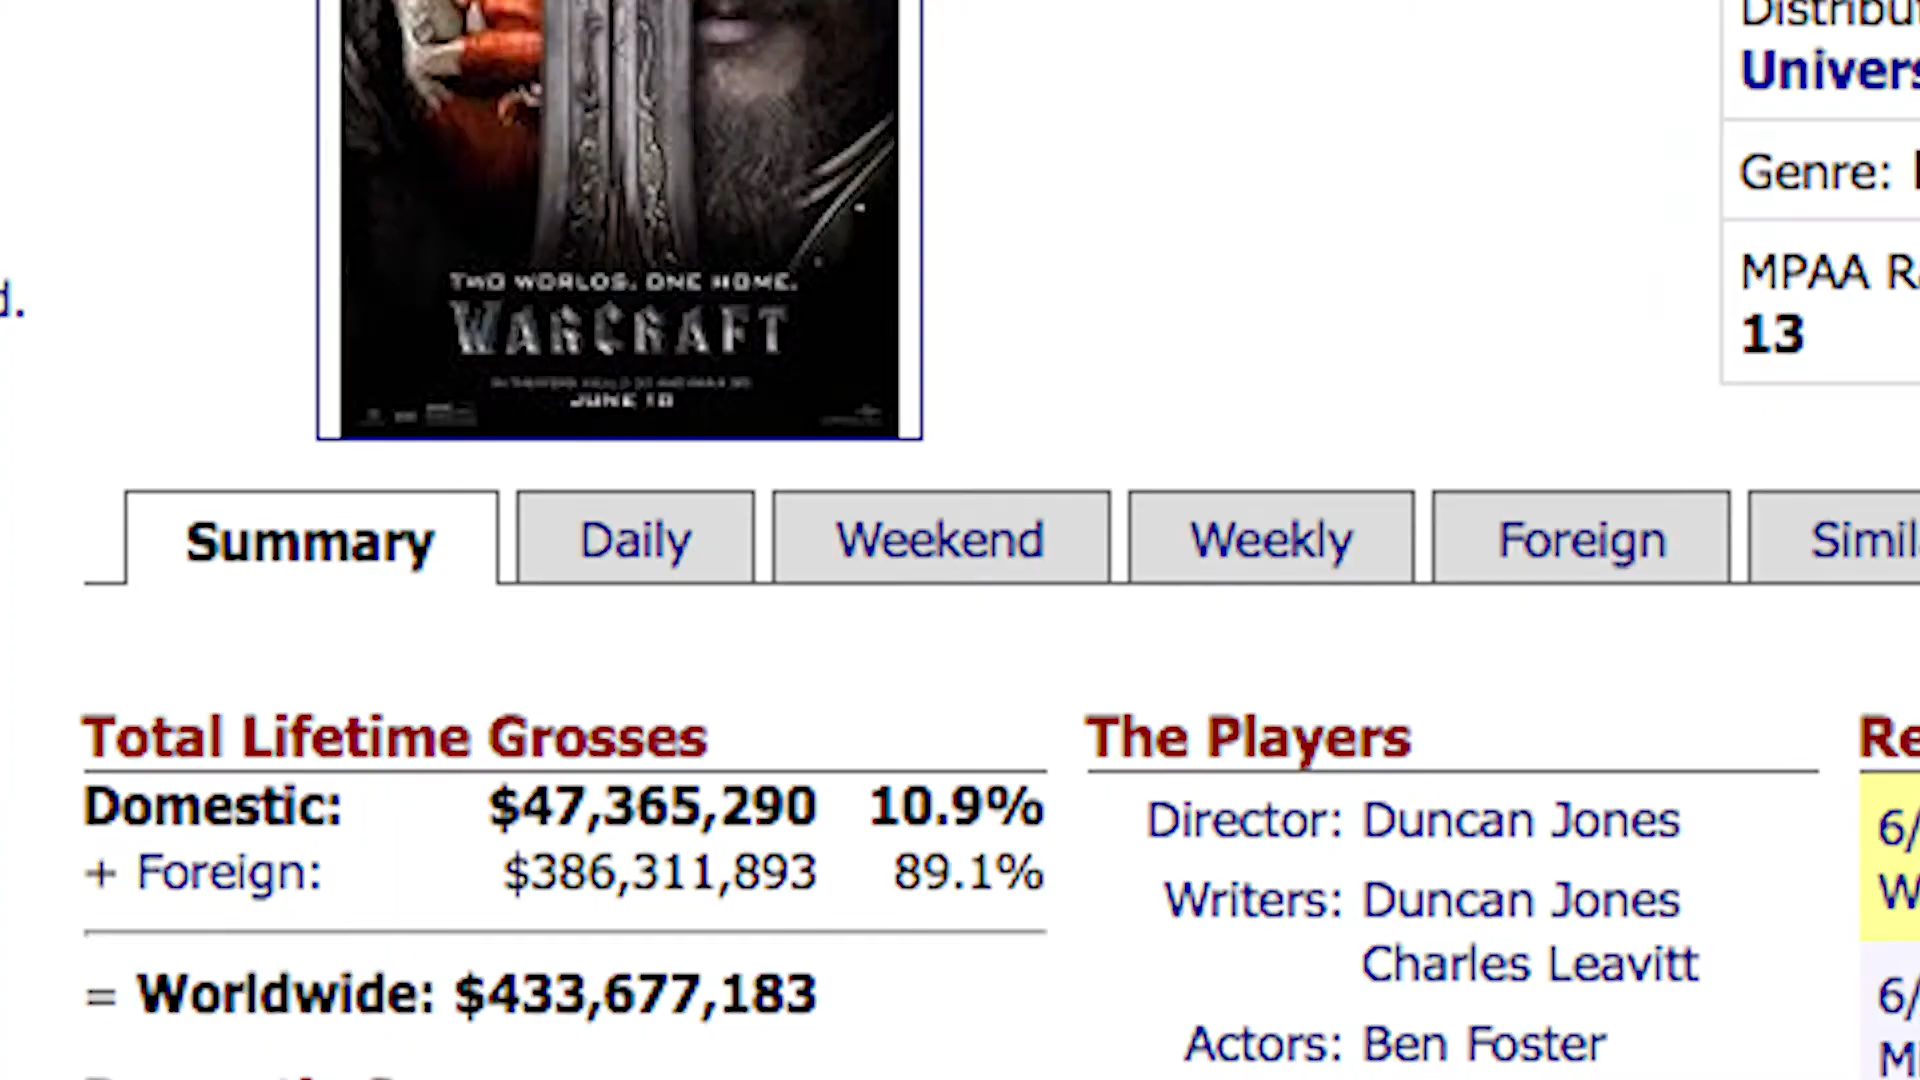 Univers
Genre:
MPAA R
13
d.
TWO WORLDS. ONE HOME.
WARCRAFT
JUNE 10
Summary
Daily
Weekend
Weekly
Foreign
Simil
Total Lifetime Grosses
Domestic: $47,365,290 10.9%
+ Foreign: $386,311,893 89.1%
= Worldwide: $433,677,183
The Players
Director: Duncan Jones
Writers: Duncan Jones
Charles Leavitt
Actors: Ben Foster
Re
6/
W
6/